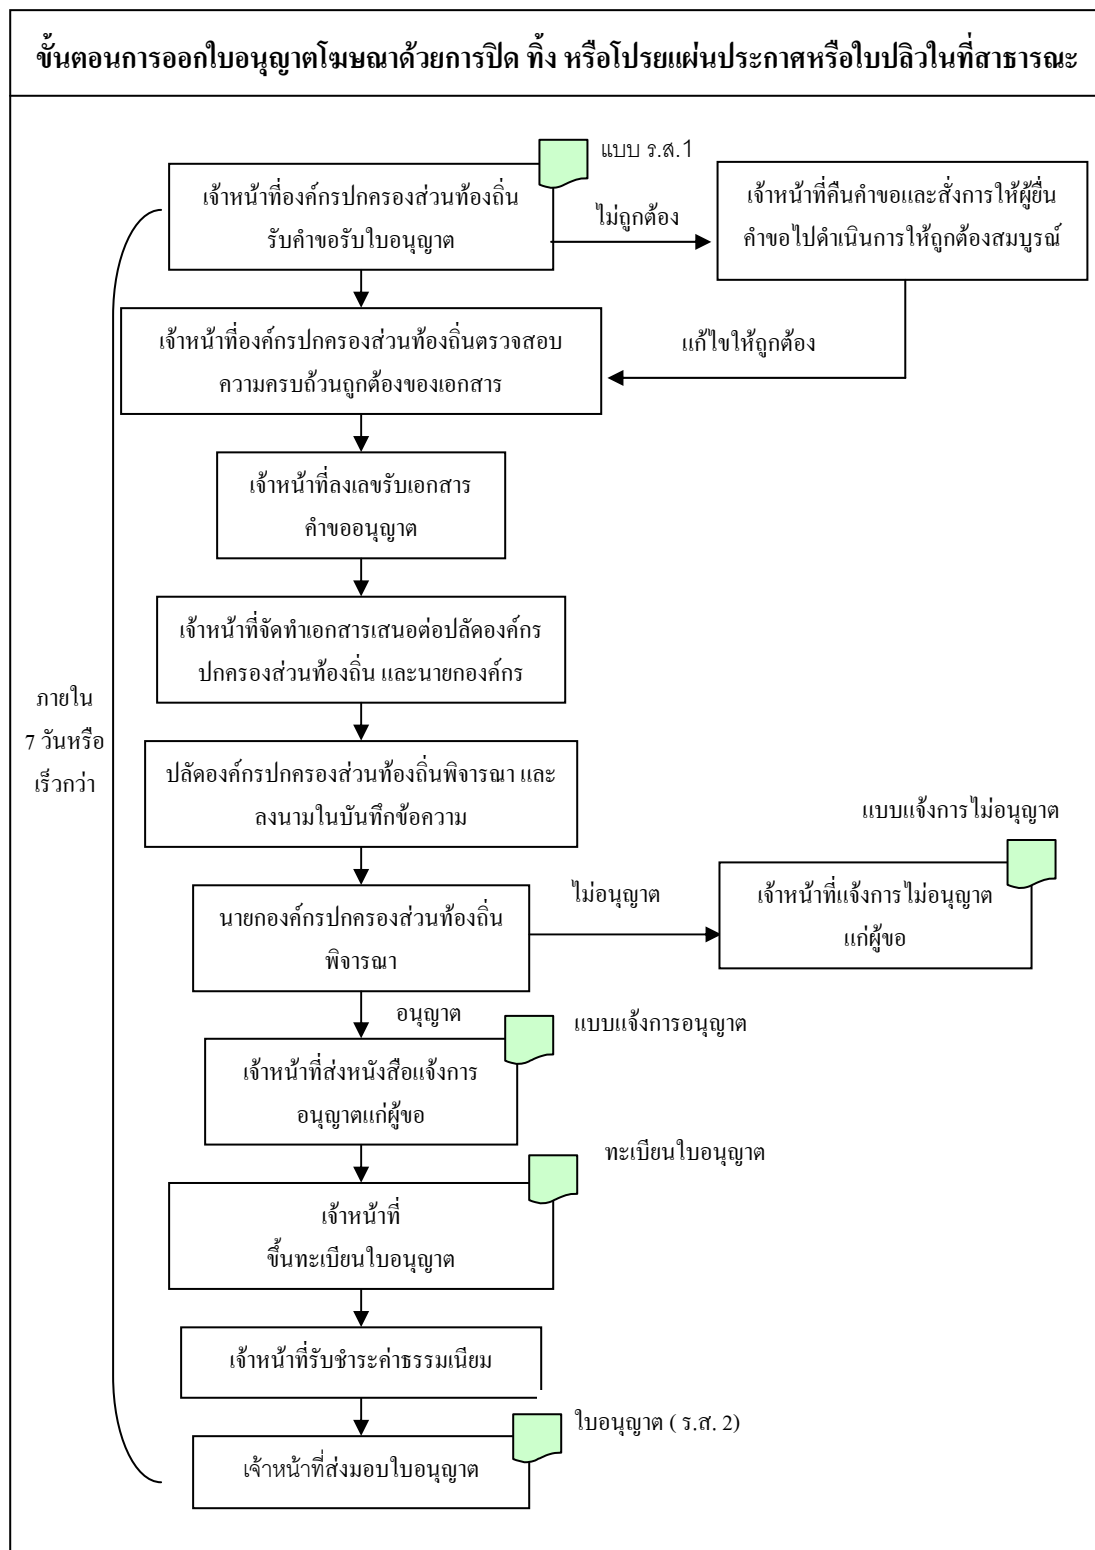 ขั้นตอนการออกใบอนุญาตโฆษณาด้วยการปิด ทิ้ง หรือโปรยแผ่นประกาศหรือใบปลิวในที่สาธารณะ
แบบ ร.ส.1
เจ้าหน้าที่องค์กรปกครองส่วนท้องถิ่น
รับคำขอรับใบอนุญาต
ไม่ถูกต้อง
เจ้าหน้าที่คืนคำขอและสั่งการให้ผู้ยื่น
คำขอไปดำเนินการให้ถูกต้องสมบูรณ์
แก้ไขให้ถูกต้อง
เจ้าหน้าที่องค์กรปกครองส่วนท้องถิ่นตรวจสอบ
ความครบถ้วนถูกต้องของเอกสาร
เจ้าหน้าที่ลงเลขรับเอกสาร
คำขออนุญาต
เจ้าหน้าที่จัดทำเอกสารเสนอต่อปลัดองค์กร
ปกครองส่วนท้องถิ่น และนายกองค์กร
ภายใน
7 วันหรือ
เร็วกว่า
ปลัดองค์กรปกครองส่วนท้องถิ่นพิจารณา และ
ลงนามในบันทึกข้อความ
นายกองค์กรปกครองส่วนท้องถิ่น
พิจารณา
ไม่อนุญาต
แบบแจ้งการไม่อนุญาต
เจ้าหน้าที่แจ้งการไม่อนุญาต
แก่ผู้ขอ
อนุญาต
แบบแจ้งการอนุญาต
เจ้าหน้าที่ส่งหนังสือแจ้งการ
อนุญาตแก่ผู้ขอ
ทะเบียนใบอนุญาต
เจ้าหน้าที่
ขึ้นทะเบียนใบอนุญาต
เจ้าหน้าที่รับชำระค่าธรรมเนียม
ใบอนุญาต ( ร.ส. 2)
เจ้าหน้าที่ส่งมอบใบอนุญาต